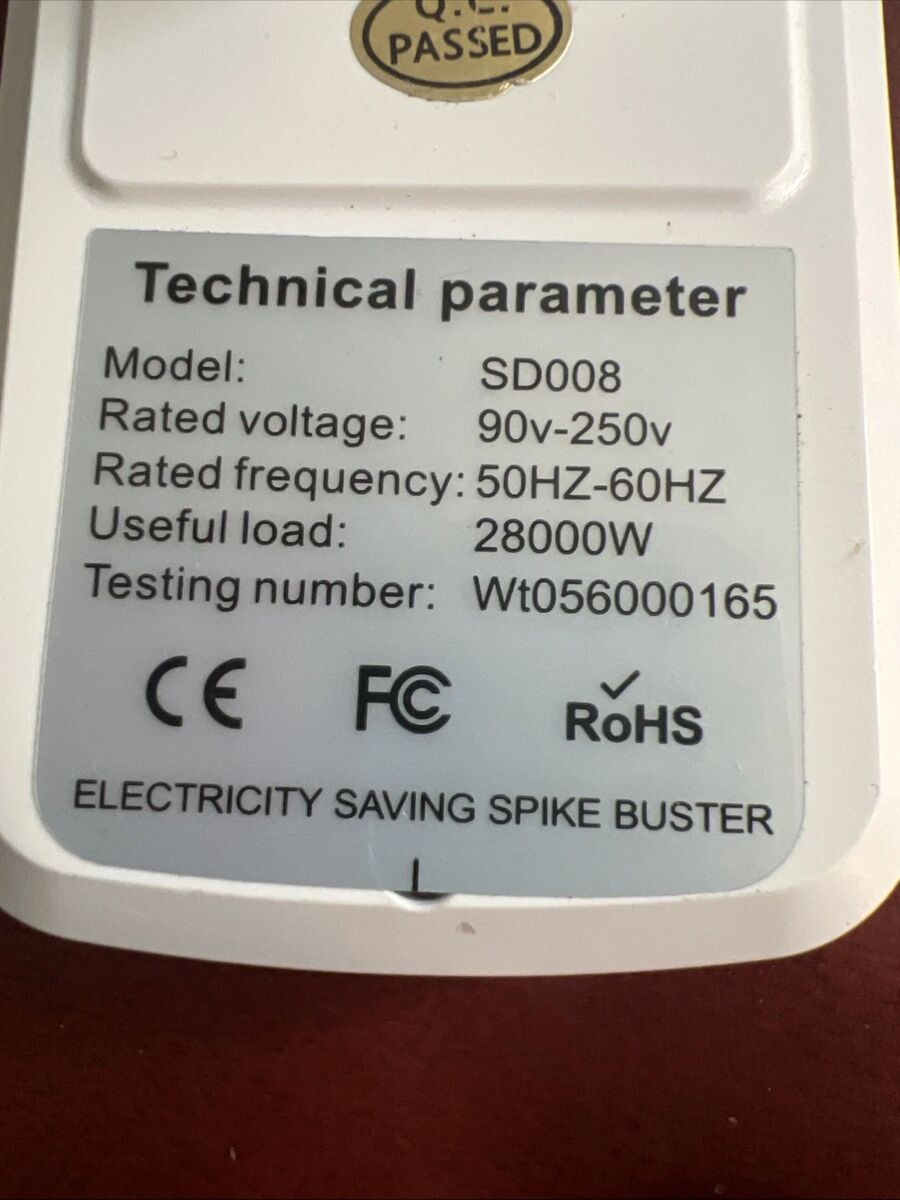 PASSED
Technical parameter
Model: SD008
Rated voltage: 90v-250v
Rated frequency: 50HZ-60HZ
Useful load: 28000W
Testing number: Wt056000165
CE FC RoHS
ELECTRICITY SAVING SPIKE BUSTER